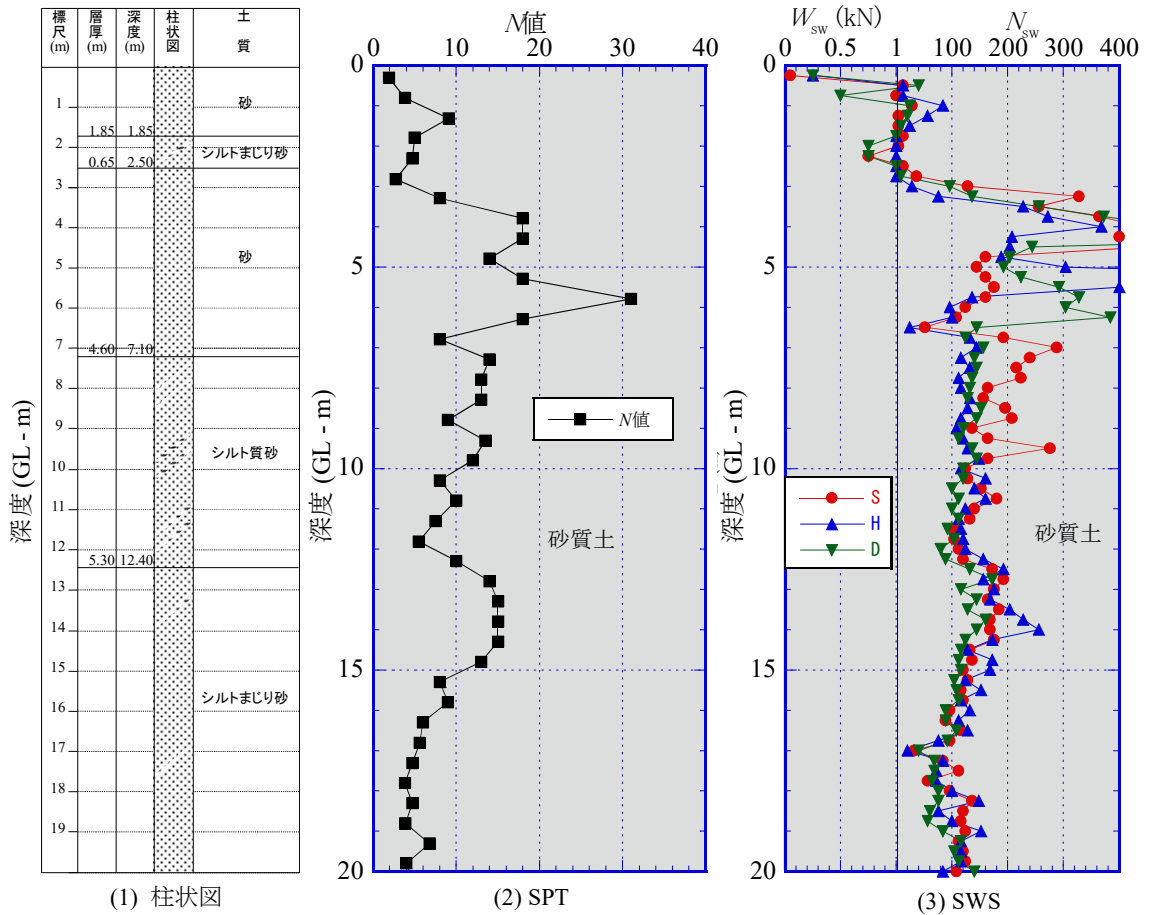 標尺(m) 層厚(m) 深度(m) 柱状図 土質
砂
1
1.85 1.85
2
シルトまじり砂
0.65 2.50
3
4
砂
5
6
7
4.60 7.10
8
9
シルト質砂
10
11
12
5.30 12.40
13
14
15
シルトまじり砂
16
17
18
19
深度 (GL - m)
(1) 柱状図
N値
0 10 20 30 40
0
5
10
15
20
深度 (GL - m)
N値
砂質土
(2) SPT
Wsw (kN) Nsw
0 0.5 1 100 200 300 400
0
5
10
15
20
深度 (GL - m)
S
H
D
砂質土
(3) SWS